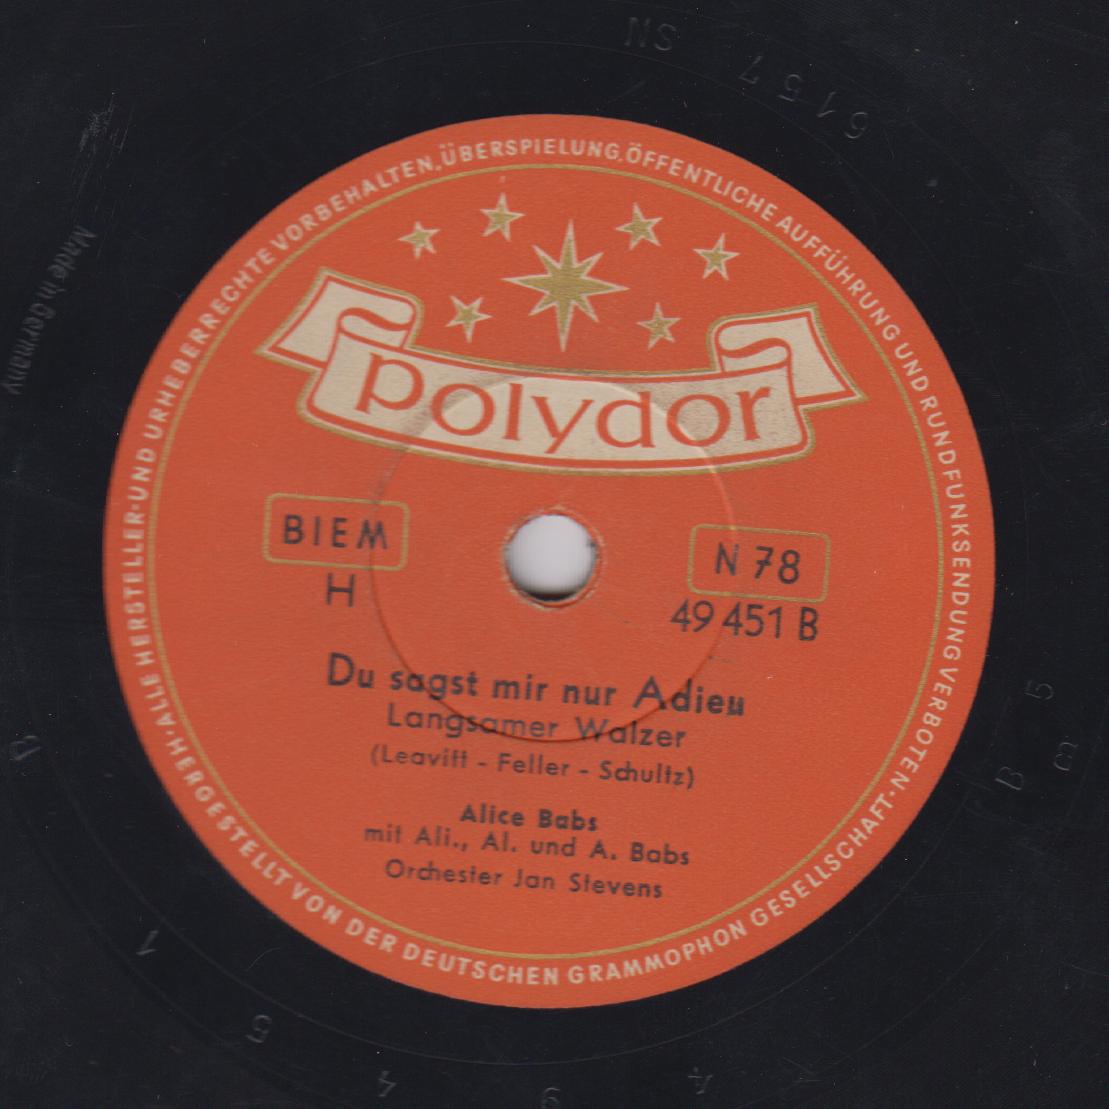 H·ALLE HERSTELLER-UND URHEBERRECHTE VORBEHALTEN,ÜBERSPIELUNG,ÖFFENTLICHE AUFFÜHRUNG UND RUNDFUNKSENDUNG VERBOTEN·
polydor
BIEM
N 78
H
49 451 B
Du sagst mir nur Adieu
Langsamer Walzer
(Leavitt - Feller - Schultz)
Alice Babs
mit Ali., Al. und A. Babs
Orchester Jan Stevens
HERGESTELLT VON DER DEUTSCHEN GRAMMOPHON GESELLSCHAFT·N
Made in Germany
NS
6157